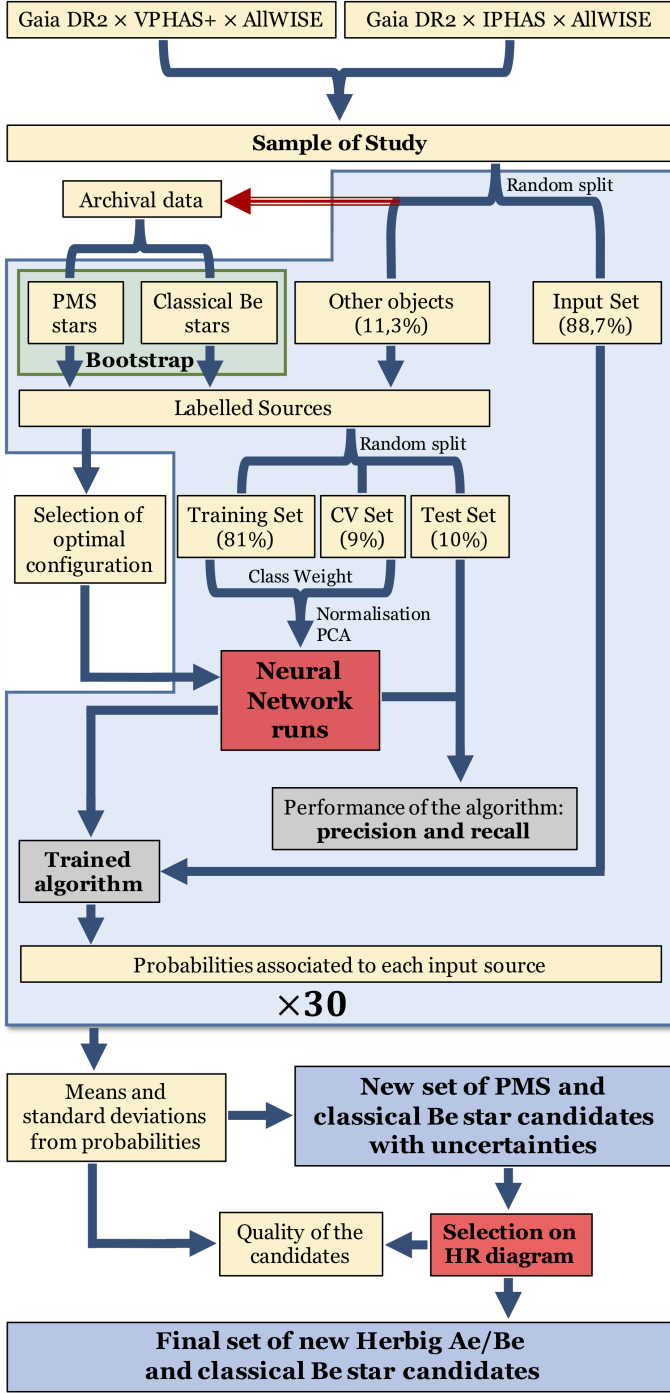 Gaia DR2 × VPHAS+ × AllWISE
Gaia DR2 × IPHAS × AllWISE
Sample of Study
Random split
Archival data
PMS
stars
Classical Be
stars
Other objects
(11,3%)
Input Set
(88,7%)
Bootstrap
Labelled Sources
Random split
Selection of
optimal
configuration
Training Set
(81%)
CV Set
(9%)
Test Set
(10%)
Class Weight
Normalisation
PCA
Neural
Network
runs
Performance of the algorithm:
precision and recall
Trained
algorithm
Probabilities associated to each input source
×30
Means and
standard deviations
from probabilities
New set of PMS and
classical Be star candidates
with uncertainties
Quality of the
candidates
Selection on
HR diagram
Final set of new Herbig Ae/Be
and classical Be star candidates